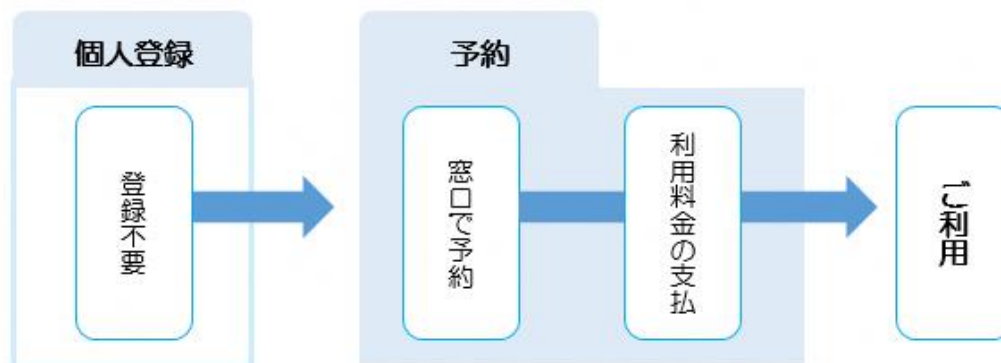 個人登録
予約
登録不要
窓口で予約
利用料金の支払
ご利用